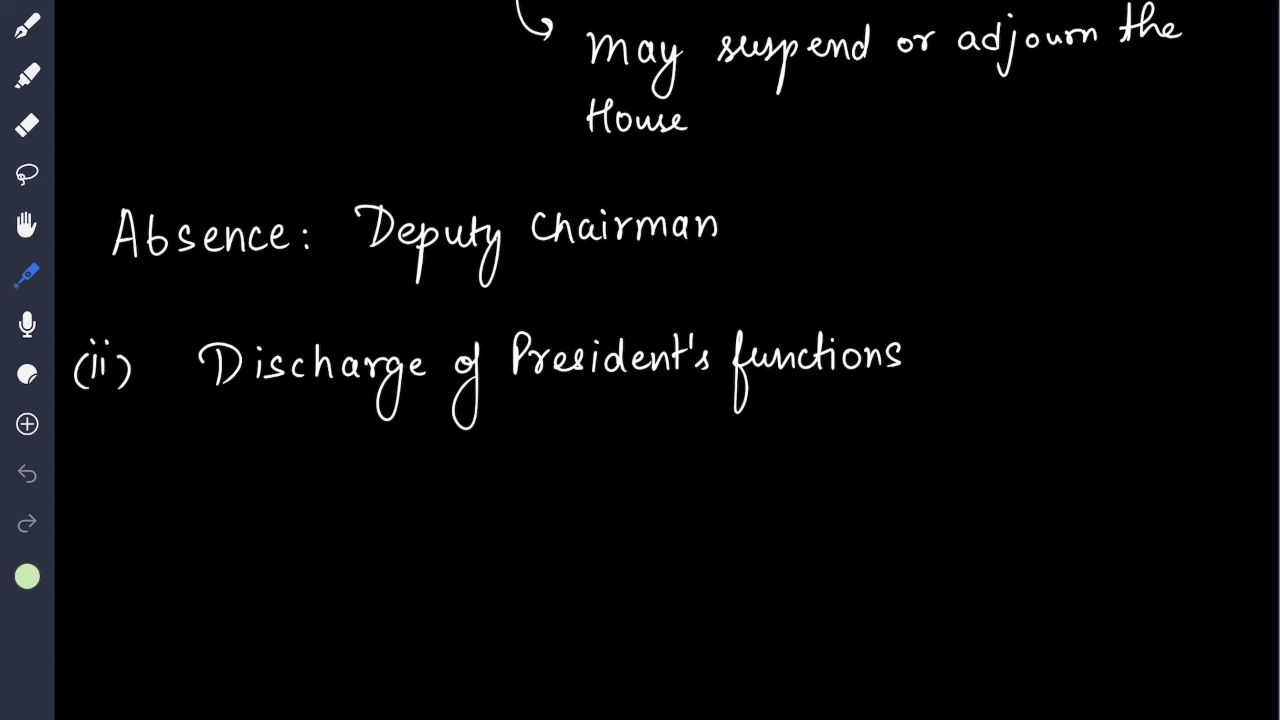 may suspend or adjourn the
House
Absence: Deputy Chairman
(ii) Discharge of President's functions